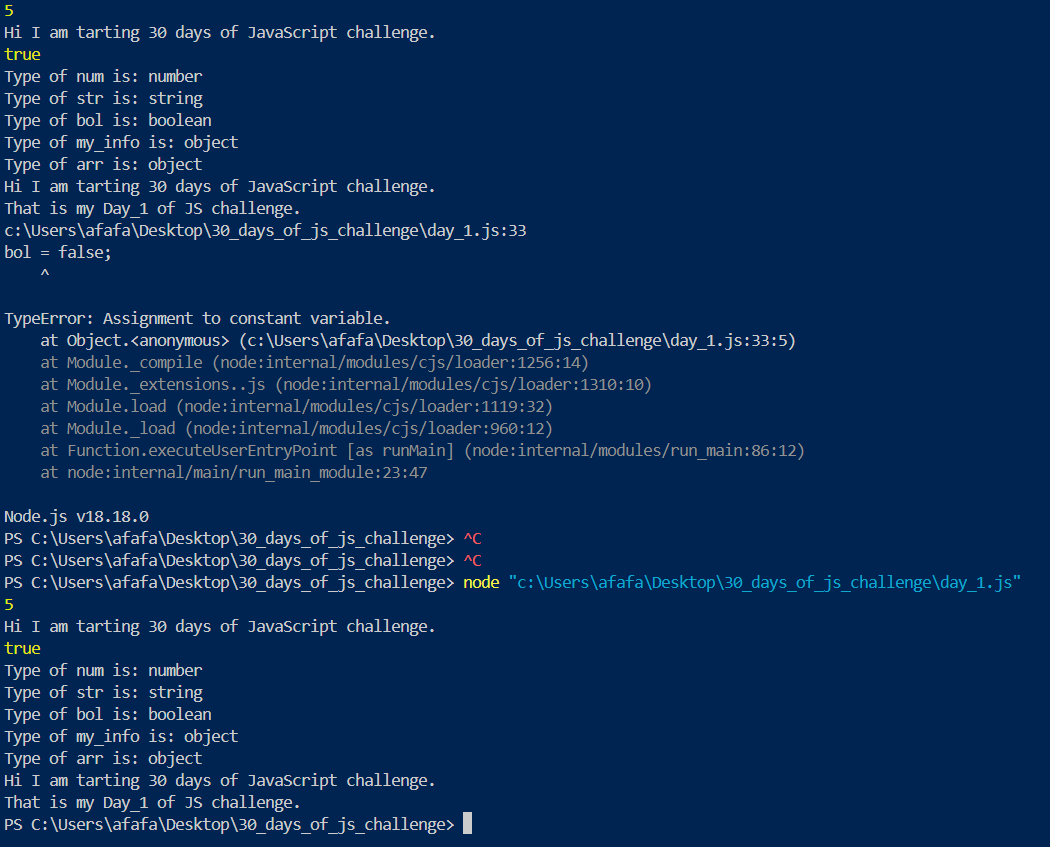 5
Hi I am tarting 30 days of JavaScript challenge.
true
Type of num is: number
Type of str is: string
Type of bol is: boolean
Type of my_info is: object
Type of arr is: object
Hi I am tarting 30 days of JavaScript challenge.
That is my Day_1 of JS challenge.
c:\Users\afafa\Desktop\30_days_of_js_challenge\day_1.js:33
bol = false;
    ^

TypeError: Assignment to constant variable.
    at Object.<anonymous> (c:\Users\afafa\Desktop\30_days_of_js_challenge\day_1.js:33:5)
    at Module._compile (node:internal/modules/cjs/loader:1256:14)
    at Module._extensions..js (node:internal/modules/cjs/loader:1310:10)
    at Module.load (node:internal/modules/cjs/loader:1119:32)
    at Module._load (node:internal/modules/cjs/loader:960:12)
    at Function.executeUserEntryPoint [as runMain] (node:internal/modules/run_main:86:12)
    at node:internal/main/run_main_module:23:47

Node.js v18.18.0
PS C:\Users\afafa\Desktop\30_days_of_js_challenge> ^C
PS C:\Users\afafa\Desktop\30_days_of_js_challenge> ^C
PS C:\Users\afafa\Desktop\30_days_of_js_challenge> node "c:\Users\afafa\Desktop\30_days_of_js_challenge\day_1.js"
5
Hi I am tarting 30 days of JavaScript challenge.
true
Type of num is: number
Type of str is: string
Type of bol is: boolean
Type of my_info is: object
Type of arr is: object
Hi I am tarting 30 days of JavaScript challenge.
That is my Day_1 of JS challenge.
PS C:\Users\afafa\Desktop\30_days_of_js_challenge>